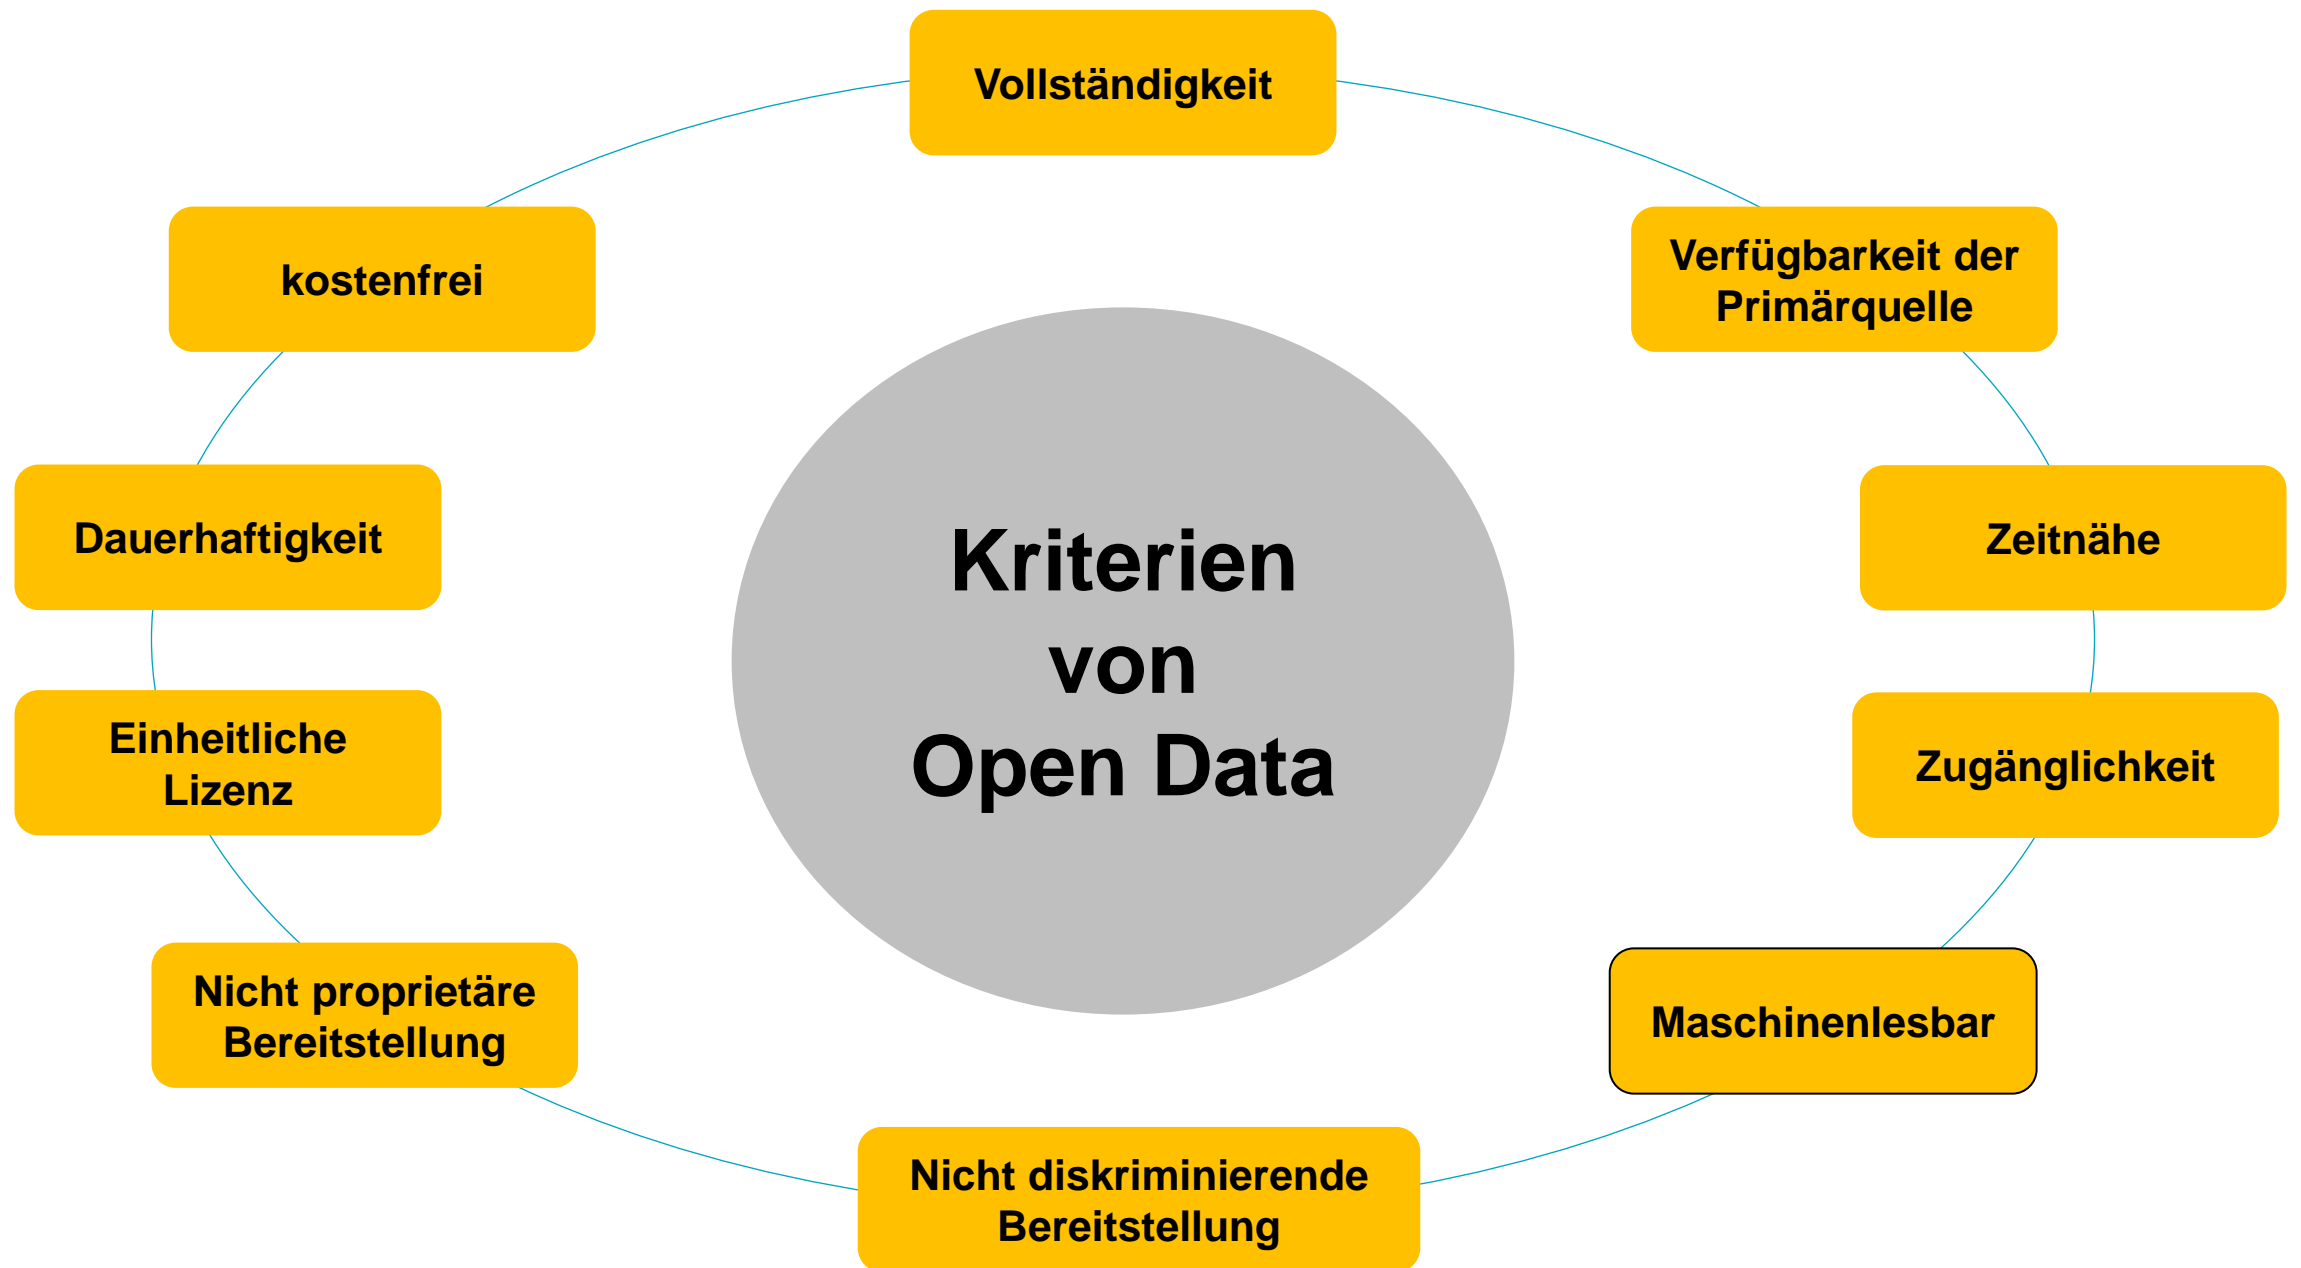 Vollständigkeit
Verfügbarkeit der
Primärquelle
Zeitnähe
Zugänglichkeit
Maschinenlesbar
Nicht diskriminierende
Bereitstellung
Nicht proprietäre
Bereitstellung
Einheitliche
Lizenz
Dauerhaftigkeit
kostenfrei
Kriterien
von
Open Data